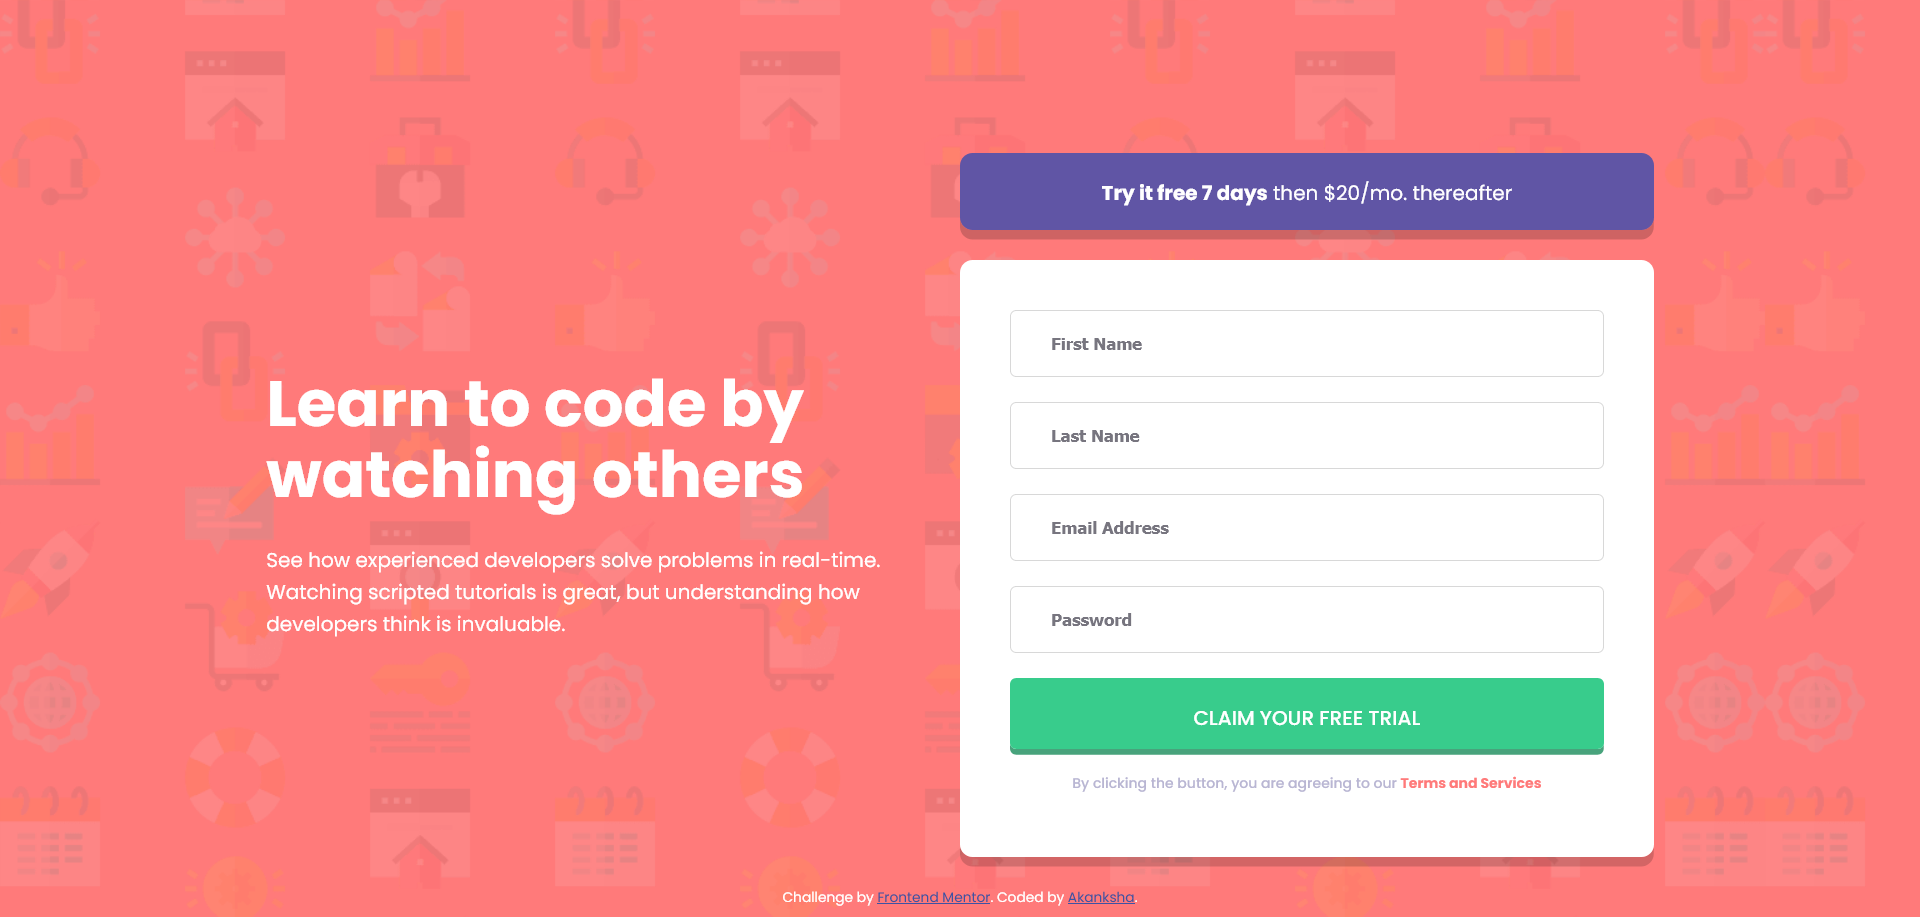 Learn to code by
watching others
See how experienced developers solve problems in real-time.
Watching scripted tutorials is great, but understanding how
developers think is invaluable.
Try it free 7 days then $20/mo. thereafter
First Name
Last Name
Email Address
Password
CLAIM YOUR FREE TRIAL
By clicking the button, you are agreeing to our Terms and Services
Challenge by Frontend Mentor. Coded by Akanksha.